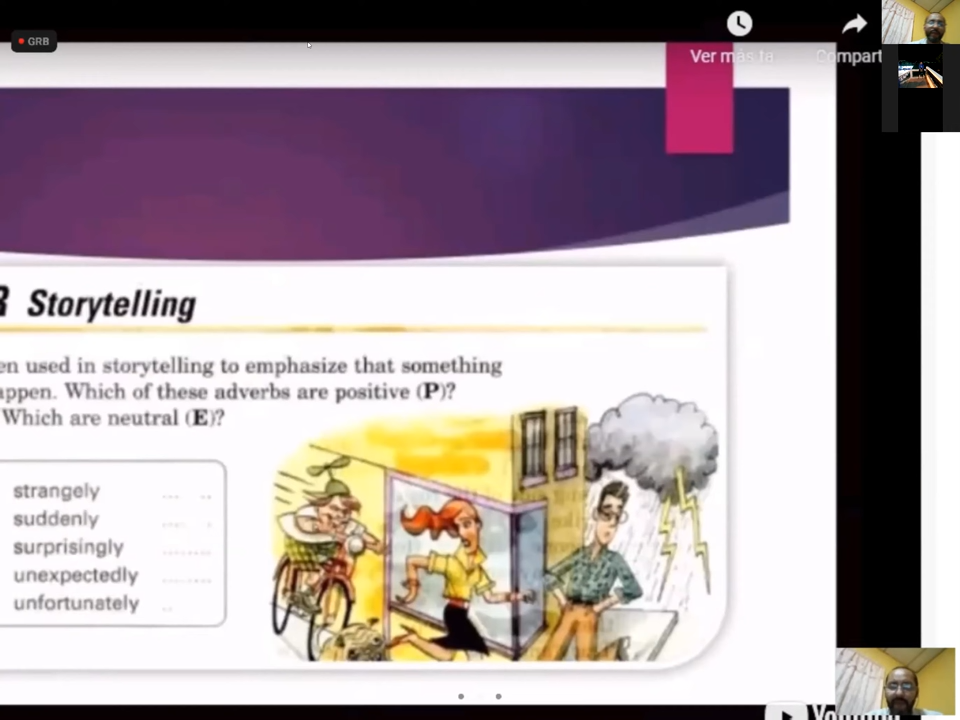 GRB
Ver más ta
Compart
Storytelling
en used in storytelling to emphasize that something
appen. Which of these adverbs are positive (P)?
Which are neutral (E)?
strangely
suddenly
surprisingly
unexpectedly
unfortunately